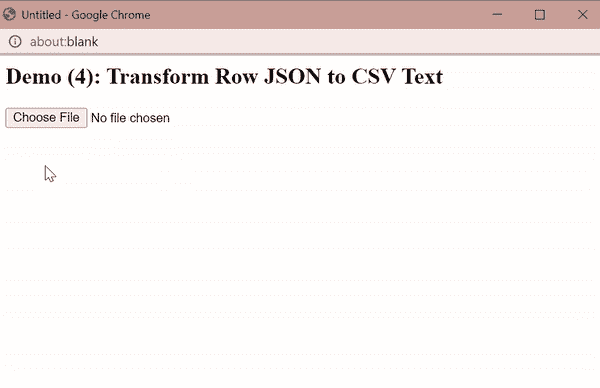 Untitled - Google Chrome
about:blank
Demo (4): Transform Row JSON to CSV Text
Choose File No file chosen